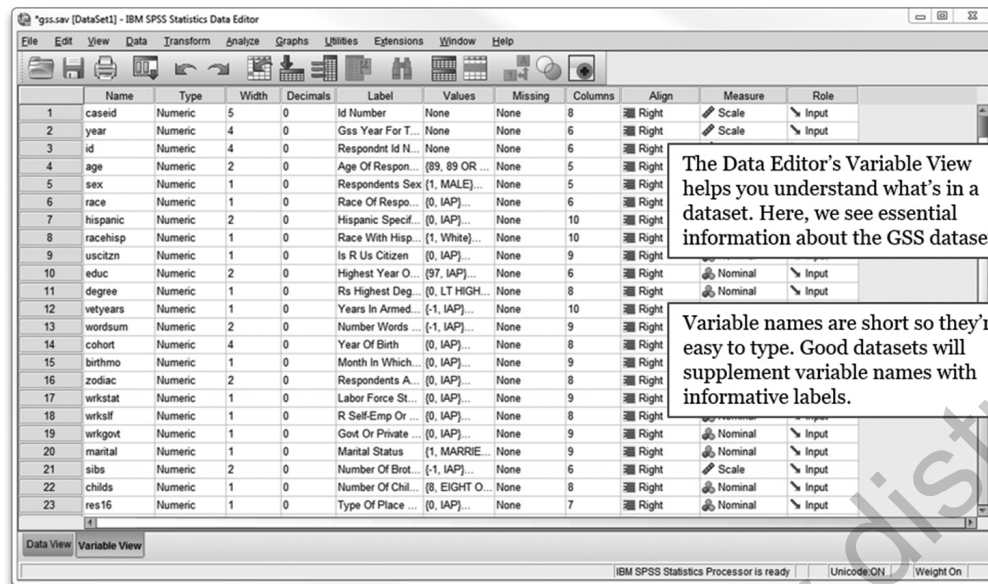 *gss.sav [DataSet1] - IBM SPSS Statistics Data Editor
File Edit View Data Transform Analyze Graphs Utilities Extensions Window Help
Name Type Width Decimals Label Values Missing Columns Align Measure Role
1 caseid Numeric 5 0 Id Number None None 8 Right Scale Input
2 year Numeric 4 0 Gss Year For T... None None 6 Right Scale Input
3 id Numeric 4 0 Respondnt Id N... None None 6 Right
4 age Numeric 2 0 Age Of Respon... {89, 89 OR ... None 5 Right
5 sex Numeric 1 0 Respondents Sex {1, MALE}... None 5 Right
6 race Numeric 1 0 Race Of Respo... {0, IAP}... None 6 Right
7 hispanic Numeric 2 0 Hispanic Specif... {0, IAP}... None 10 Right
8 racehisp Numeric 1 0 Race With Hisp... {1, White}... None 10 Right
9 uscitzn Numeric 1 0 Is R Us Citizen {0, IAP}... None 9 Right
10 educ Numeric 2 0 Highest Year O... {97, IAP}... None 6 Right Nominal Input
11 degree Numeric 1 0 Rs Highest Deg... {0, LT HIGH... None 8 Right Nominal Input
12 vetyears Numeric 1 0 Years In Armed... {-1, IAP}... None 10 Right
13 wordsum Numeric 2 0 Number Words ... {-1, IAP}... None 9 Right
14 cohort Numeric 4 0 Year Of Birth {0, IAP}... None 8 Right
15 birthmo Numeric 1 0 Month In Which... {0, IAP}... None 9 Right
16 zodiac Numeric 2 0 Respondents A... {0, IAP}... None 8 Right
17 wrkstat Numeric 1 0 Labor Force St... {0, IAP}... None 9 Right
18 wrkslf Numeric 1 0 R Self-Emp Or ... {0, IAP}... None 8 Right
19 wrkgovt Numeric 1 0 Govt Or Private ... {0, IAP}... None 9 Right Nominal Input
20 marital Numeric 1 0 Marital Status {1, MARRIE... None 9 Right Nominal Input
21 sibs Numeric 2 0 Number Of Brot... {-1, IAP}... None 6 Right Scale Input
22 childs Numeric 1 0 Number Of Chil... {8, EIGHT O... None 8 Right Nominal Input
23 res16 Numeric 1 0 Type Of Place ... {0, IAP}... None 7 Right Nominal Input
The Data Editor's Variable View
helps you understand what's in a
dataset. Here, we see essential
information about the GSS datase
Variable names are short so they'r
easy to type. Good datasets will
supplement variable names with
informative labels.
Data View Variable View
IBM SPSS Statistics Processor is ready Unicode:ON Weight On